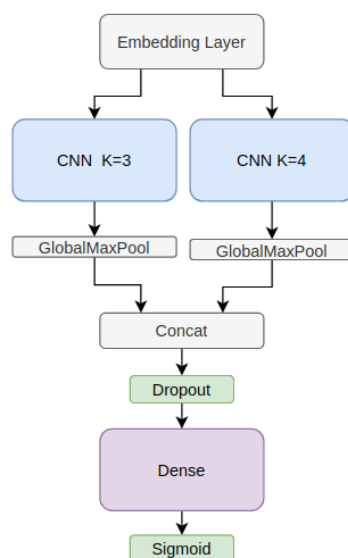 Embedding Layer
CNN K=3
CNN K=4
GlobalMaxPool
GlobalMaxPool
Concat
Dropout
Dense
Sigmoid